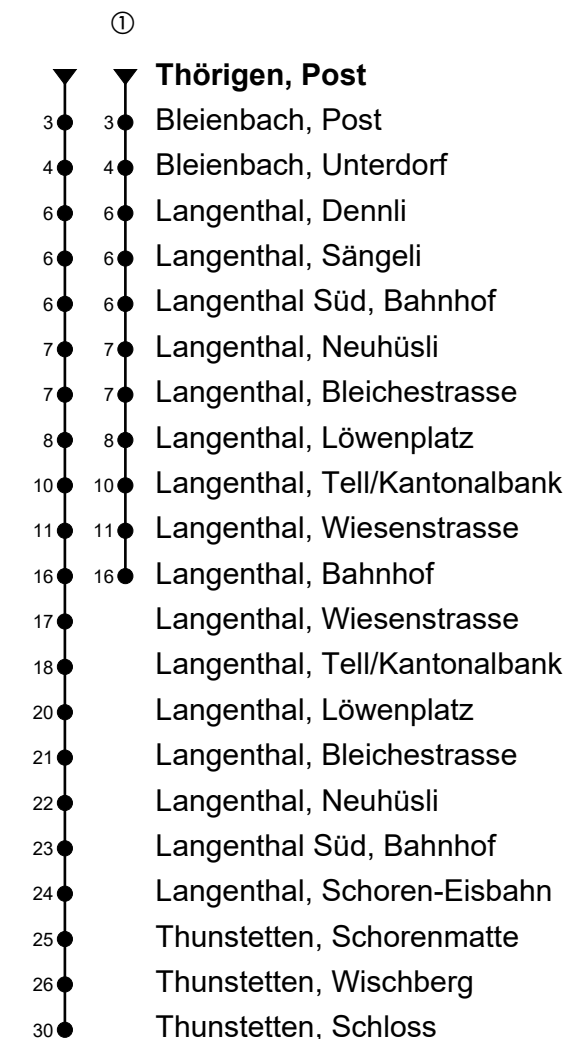 ①
Thörigen, Post
3 3 Bleienbach, Post
4 4 Bleienbach, Unterdorf
6 6 Langenthal, Dennli
6 6 Langenthal, Sängeli
6 6 Langenthal Süd, Bahnhof
7 7 Langenthal, Neuhüsli
7 7 Langenthal, Bleichestrasse
8 8 Langenthal, Löwenplatz
10 10 Langenthal, Tell/Kantonalbank
11 11 Langenthal, Wiesenstrasse
16 16 Langenthal, Bahnhof
17 Langenthal, Wiesenstrasse
18 Langenthal, Tell/Kantonalbank
20 Langenthal, Löwenplatz
21 Langenthal, Bleichestrasse
22 Langenthal, Neuhüsli
23 Langenthal Süd, Bahnhof
24 Langenthal, Schoren-Eisbahn
25 Thunstetten, Schorenmatte
26 Thunstetten, Wischberg
30 Thunstetten, Schloss